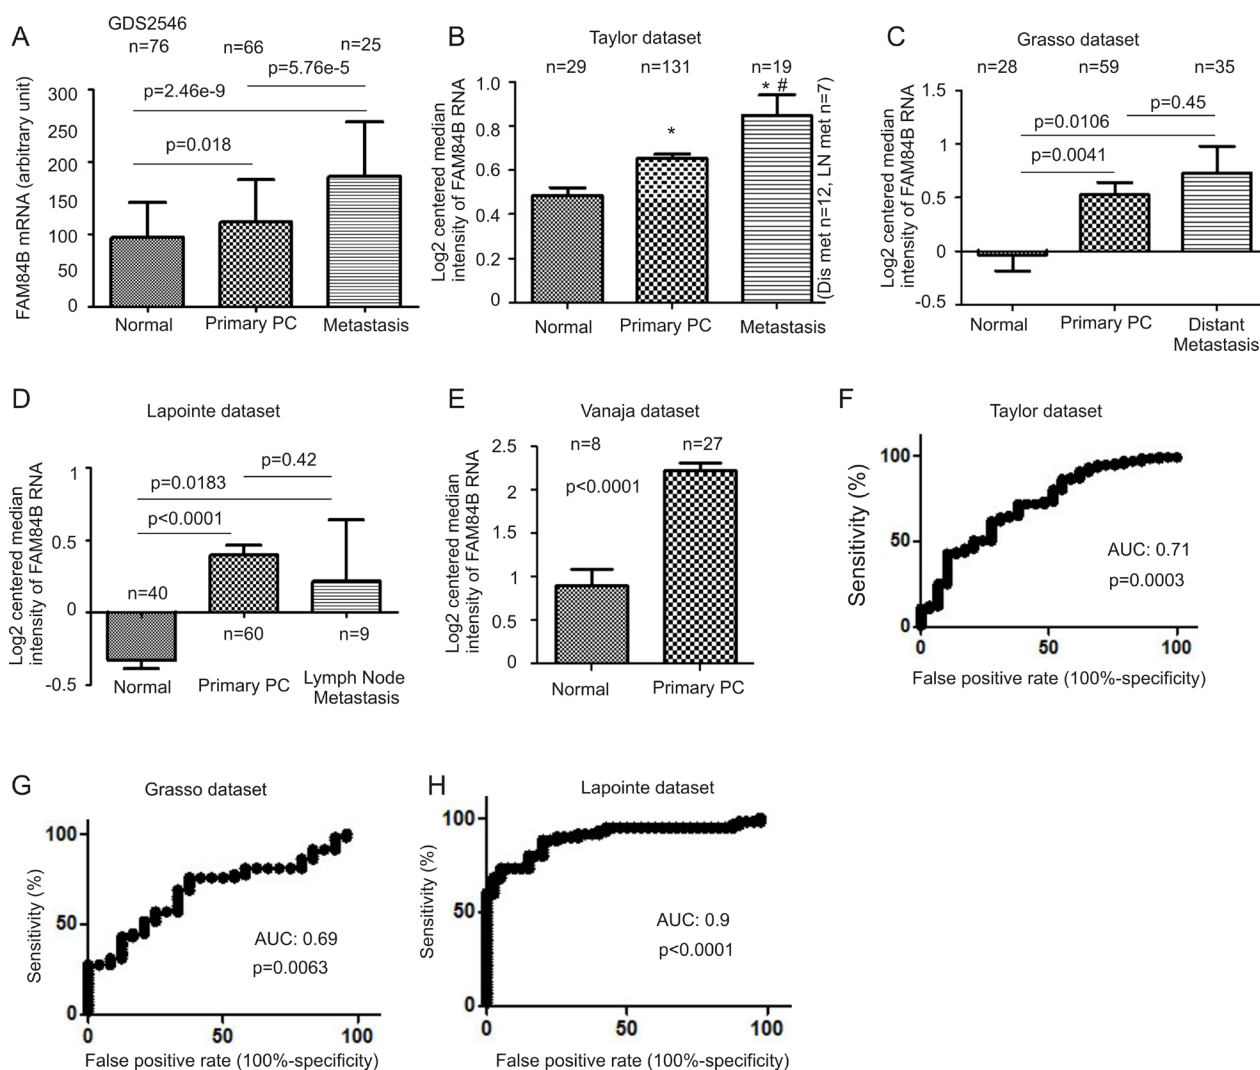 A
GDS2546
n=76
n=66
n=25
p=5.76e-5
p=2.46e-9
p=0.018
FAM84B mRNA (arbitrary unit)
300
250
200
150
100
50
0
Normal
Primary PC
Metastasis
B
Taylor dataset
n=29
n=131
n=19
* #
*
Log2 centered median
intensity of FAM84B RNA
1.0
0.8
0.6
0.4
0.2
0
Normal
Primary PC
Metastasis
(Dis met n=12, LN met n=7)
C
Grasso dataset
n=28
n=59
n=35
p=0.45
p=0.0106
p=0.0041
Log2 centered median
intensity of FAM84B RNA
1.5
1
0.5
0
-0.5
Normal
Primary PC
Distant
Metastasis
D
Lapointe dataset
p=0.42
p=0.0183
p<0.0001
Log2 centered median
intensity of FAM84B RNA
1
0.5
0
-0.5
n=40
n=60
n=9
Normal
Primary PC
Lymph Node
Metastasis
E
Vanaja dataset
n=8
n=27
p<0.0001
Log2 centered median
intensity of FAM84B RNA
2.5
2
1.5
1
0.5
0
Normal
Primary PC
F
Taylor dataset
Sensitivity (%)
100
50
0
AUC: 0.71
p=0.0003
0
50
100
False positive rate (100%-specificity)
G
Grasso dataset
Sensitivity (%)
100
50
0
AUC: 0.69
p=0.0063
0
50
100
False positive rate (100%-specificity)
H
Lapointe dataset
Sensitivity (%)
100
50
0
AUC: 0.9
p<0.0001
0
50
100
False positive rate (100%-specificity)